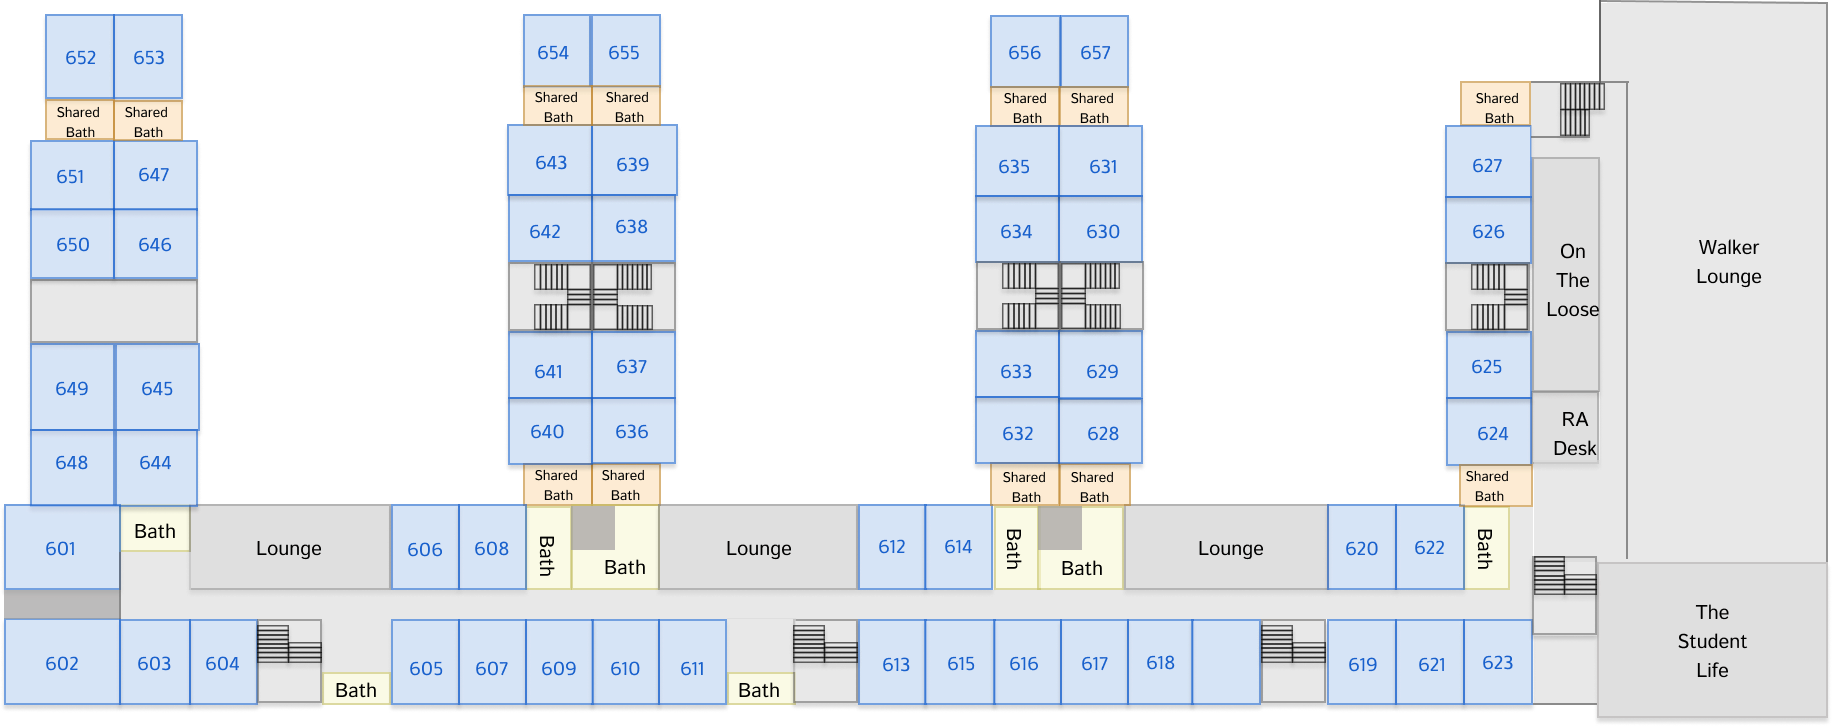 652
653
654
655
656
657
Shared
Bath
Shared
Bath
Shared
Bath
Shared
Bath
Shared
Bath
Shared
Bath
Shared
Bath
651
647
643
639
635
631
627
650
646
642
638
634
630
626
On
The
Loose
Walker
Lounge
649
645
641
637
633
629
625
648
644
640
636
632
628
624
RA
Desk
Shared
Bath
Shared
Bath
Shared
Bath
Shared
Bath
Shared
Bath
601
Bath
Lounge
606
608
Bath
Bath
Lounge
612
614
Bath
Bath
Lounge
620
622
Bath
602
603
604
Bath
605
607
609
610
611
Bath
613
615
616
617
618
619
621
623
The
Student
Life